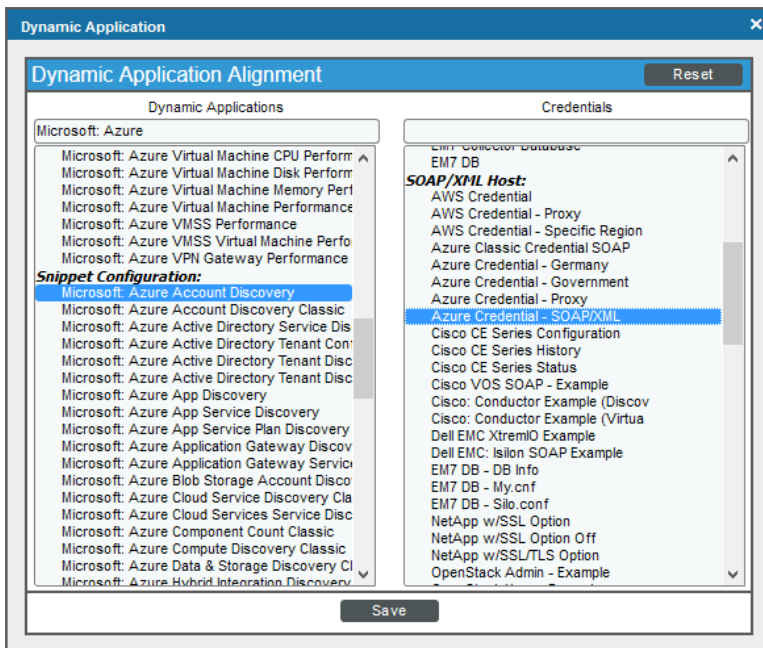 Dynamic Application
Dynamic Application Alignment
Reset
Dynamic Applications
Microsoft: Azure
Microsoft: Azure Virtual Machine CPU Perform
Microsoft: Azure Virtual Machine Disk Perform
Microsoft: Azure Virtual Machine Memory Perf
Microsoft: Azure Virtual Machine Performance
Microsoft: Azure VMSS Performance
Microsoft: Azure VMSS Virtual Machine Perfo
Microsoft: Azure VPN Gateway Performance
Snippet Configuration:
Microsoft: Azure Account Discovery
Microsoft: Azure Account Discovery Classic
Microsoft: Azure Active Directory Service Dis
Microsoft: Azure Active Directory Tenant Con
Microsoft: Azure Active Directory Tenant Disc
Microsoft: Azure Active Directory Tenant Disc
Microsoft: Azure App Discovery
Microsoft: Azure App Service Discovery
Microsoft: Azure App Service Plan Discovery
Microsoft: Azure Application Gateway Discov
Microsoft: Azure Application Gateway Service
Microsoft: Azure Blob Storage Account Disco
Microsoft: Azure Cloud Service Discovery Cla
Microsoft: Azure Cloud Services Service Disc
Microsoft: Azure Component Count Classic
Microsoft: Azure Compute Discovery Classic
Microsoft: Azure Data & Storage Discovery Cl
Microsoft: Azure Hybrid Integration Discovery
Credentials
EM7 Collector Database
EM7 DB
SOAP/XML Host:
AWS Credential
AWS Credential - Proxy
AWS Credential - Specific Region
Azure Classic Credential SOAP
Azure Credential - Germany
Azure Credential - Government
Azure Credential - Proxy
Azure Credential - SOAP/XML
Cisco CE Series Configuration
Cisco CE Series History
Cisco CE Series Status
Cisco VOS SOAP - Example
Cisco: Conductor Example (Discov
Cisco: Conductor Example (Virtua
Dell EMC XtremIO Example
Dell EMC: Isilon SOAP Example
EM7 DB - DB Info
EM7 DB - My.cnf
EM7 DB - Silo.conf
NetApp w/SSL Option
NetApp w/SSL Option Off
NetApp w/SSL/TLS Option
OpenStack Admin - Example
Save